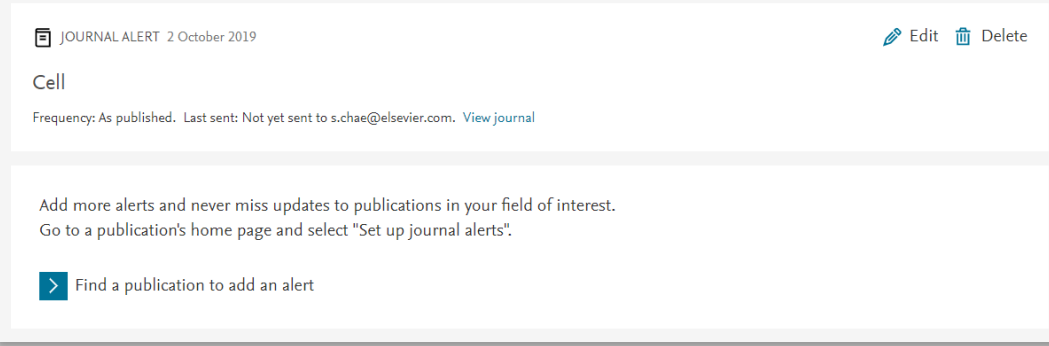 JOURNAL ALERT 2 October 2019 Edit Delete
Cell
Frequency: As published. Last sent: Not yet sent to s.chae@elsevier.com. View journal
Add more alerts and never miss updates to publications in your field of interest.
Go to a publication's home page and select "Set up journal alerts".
Find a publication to add an alert